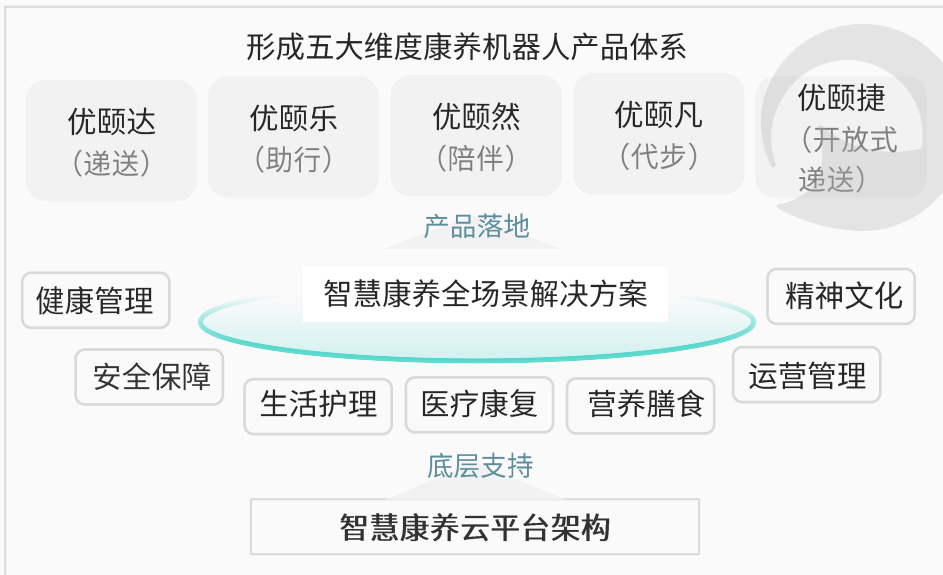 形成五大维度康养机器人产品体系
优颐达
（递送）
优颐乐
（助行）
优颐然
（陪伴）
优颐凡
（代步）
优颐捷
（开放式
递送）
产品落地
智慧康养全场景解决方案
健康管理
精神文化
安全保障
运营管理
生活护理
医疗康复
营养膳食
底层支持
智慧康养云平台架构